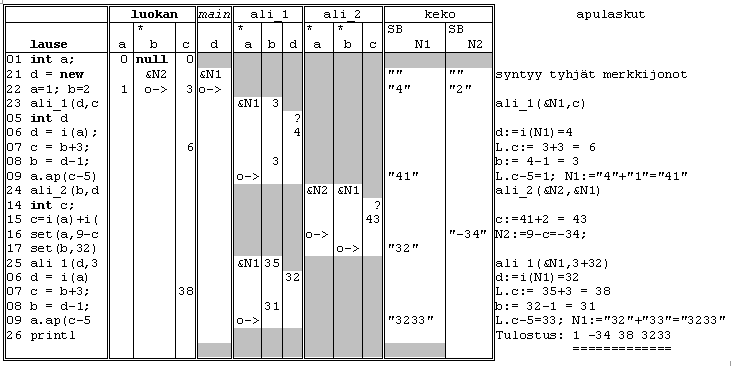 luokan main ali_1 ali_2 keko apulaskut
* * * * SB SB
lause a b c d a b d a b c N1 N2
01 int a; 0 null 0
21 d = new &N2 &N1 "" "" syntyy tyhjät merkkijonot
22 a=1; b=2 1 o-> 3 o-> "4" "2"
23 ali_1(d,c &N1 3 ali_1(&N1,c)
05 int d ?
06 d = i(a); 4 d:=i(N1)=4
07 c = b+3; 6 L.c:= 3+3 = 6
08 b = d-1; 3 b:= 4-1 = 3
09 a.ap(c-5) o-> "41" L.c-5=1; N1:="4"+"1"="41"
24 ali_2(b,d &N2 &N1 ali_2(&N2,&N1)
14 int c; ?
15 c=i(a)+i( 43 c:=41+2 = 43
16 set(a,9-c o-> "-34" N2:=9-c=-34;
17 set(b,32) o-> "32"
25 ali_1(d,3 &N1 35 ali_1(&N1,3+32)
06 d = i(a) 32 d:=i(N1)=32
07 c = b+3; 38 L.c:= 35+3 = 38
08 b = d-1; 31 b:= 32-1 = 31
09 a.ap(c-5 o-> "3233" L.c-5=33; N1:="32"+"33"="3233"
26 printl Tulostus: 1 -34 38 3233
=============